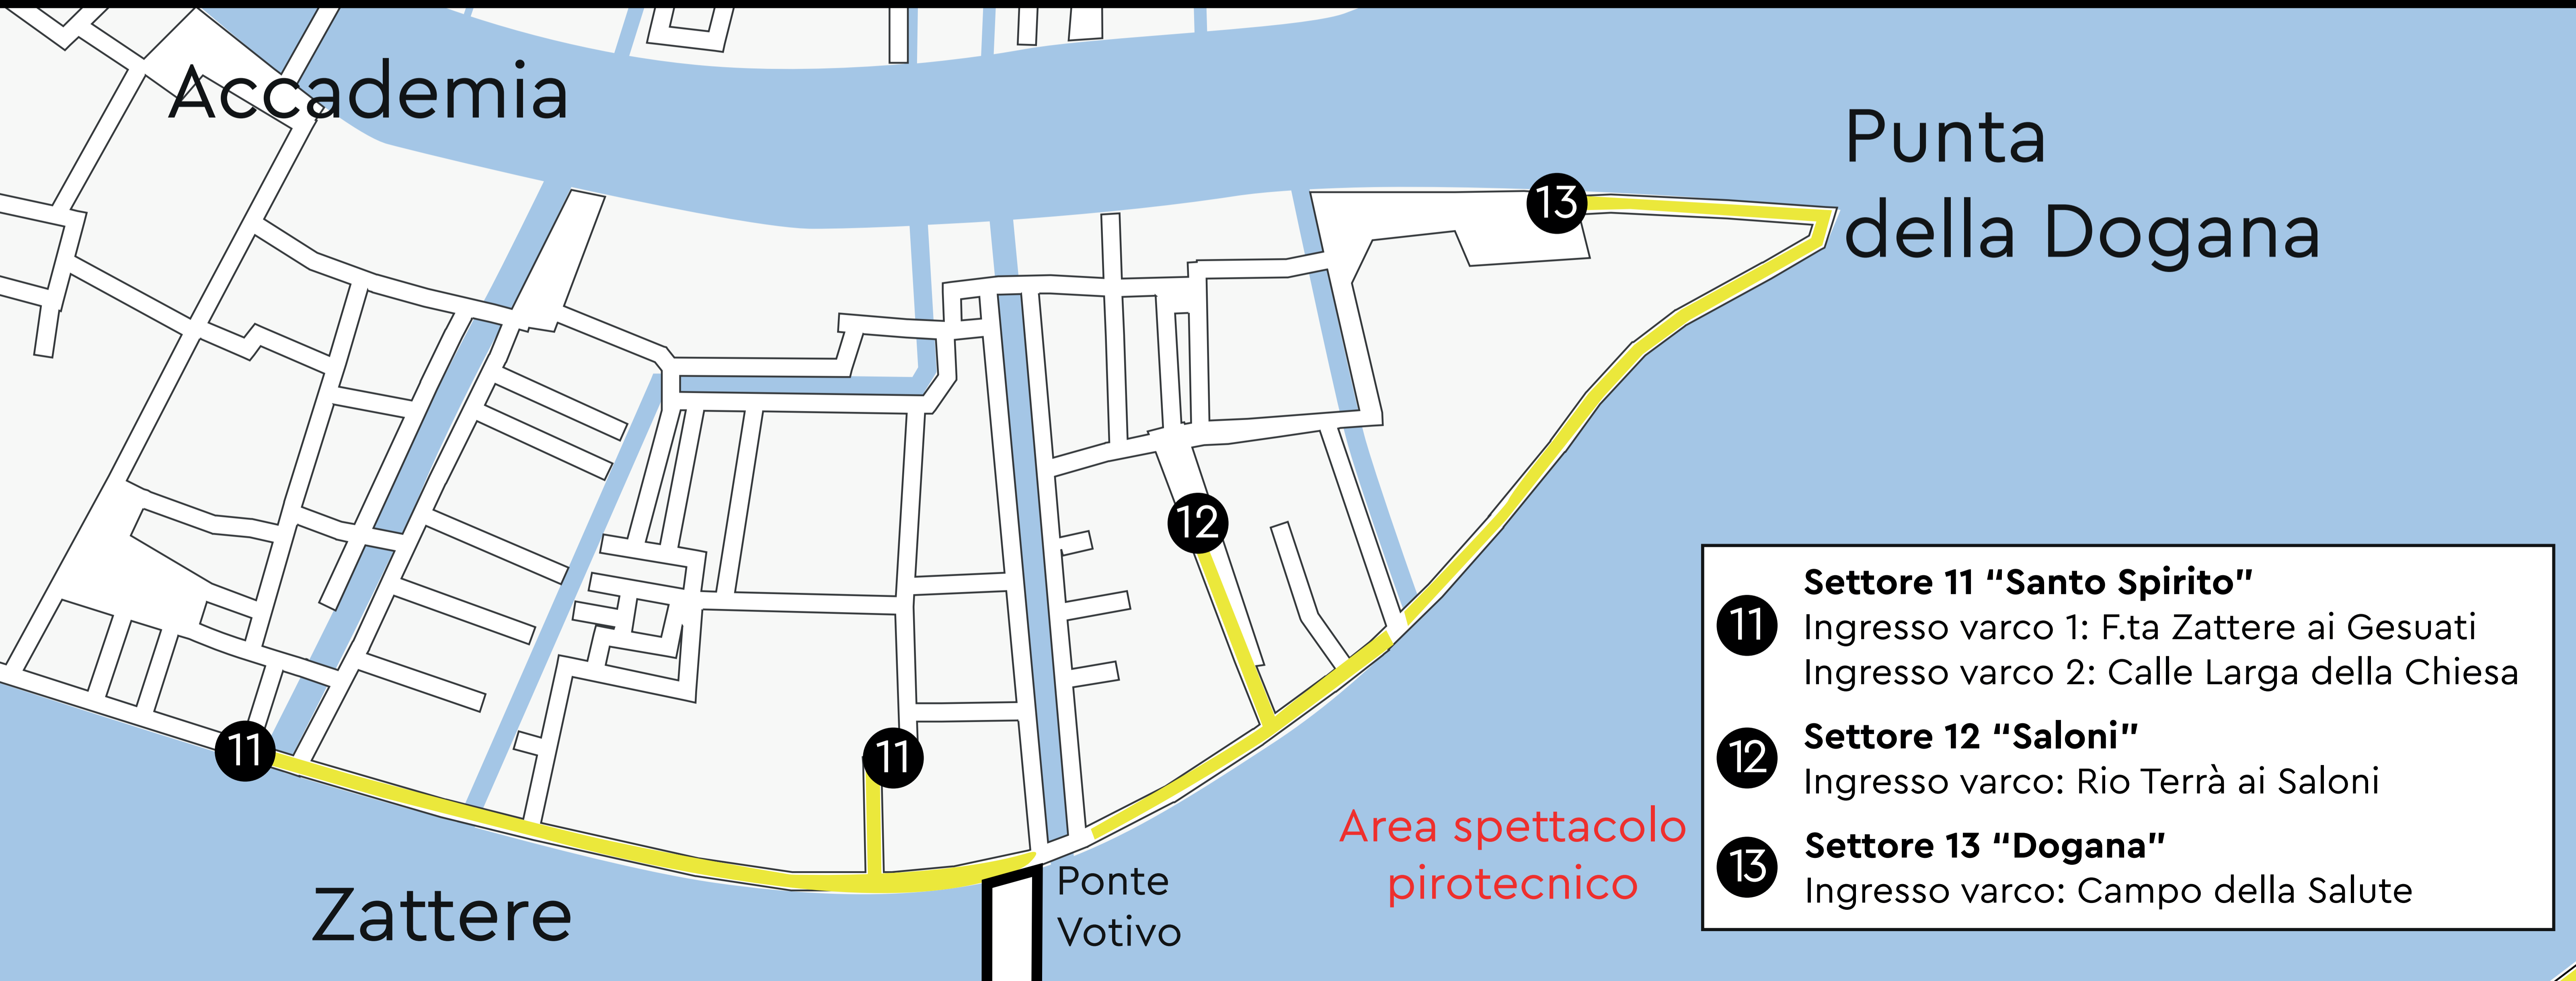 Accademia
Punta
della Dogana
13
12
11
11
Zattere
Ponte
Votivo
Area spettacolo
pirotecnico
11
Settore 11 “Santo Spirito”
Ingresso varco 1: F.ta Zattere ai Gesuati
Ingresso varco 2: Calle Larga della Chiesa
12
Settore 12 “Saloni”
Ingresso varco: Rio Terrà ai Saloni
13
Settore 13 “Dogana”
Ingresso varco: Campo della Salute